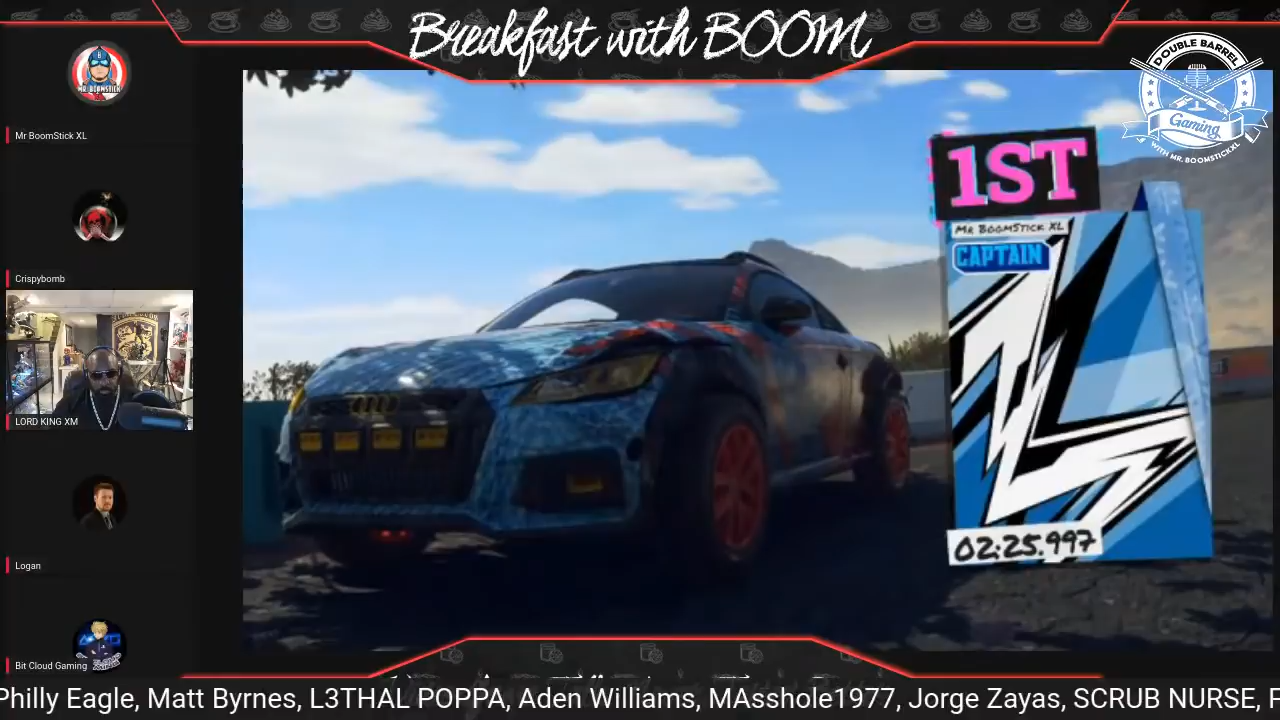 Breakfast with BOOM
DOUBLE BARREL
Gaming
WITH MR. BOOMSTICKXL
MR. BOOMSTICK
Mr BoomStick XL
Crispybomb
LORD KING XM
Logan
Bit Cloud Gaming
1ST
MR BOOMSTICK XL
CAPTAIN
02:25.997
Philly Eagle, Matt Byrnes, L3THAL POPPA, Aden Williams, MAsshole1977, Jorge Zayas, SCRUB NURSE, F